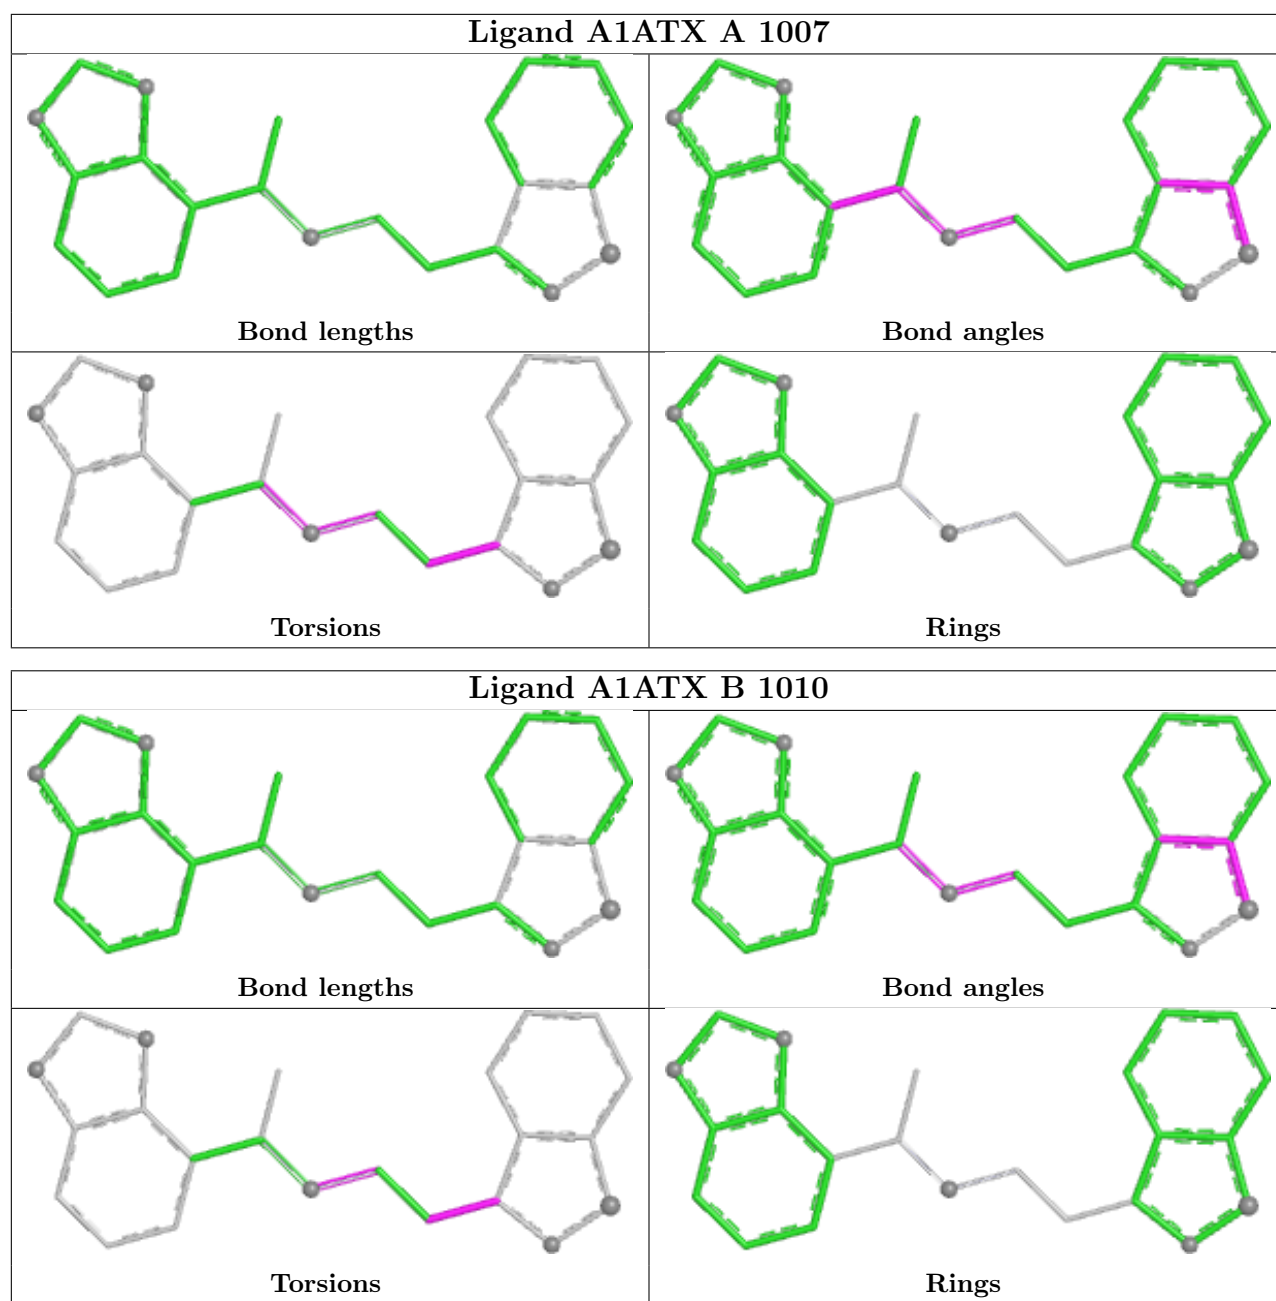 Ligand A1ATX A 1007
Bond lengths
Bond angles
Torsions
Rings
Ligand A1ATX B 1010
Bond lengths
Bond angles
Torsions
Rings